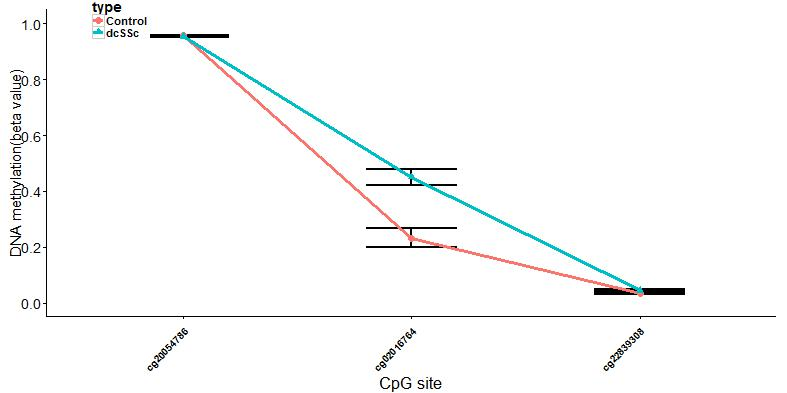 type
Control
dcSSc
DNA methylation(beta value)
1.0
0.8
0.6
0.4
0.2
0.0
cg20054786
cg02016764
cg22839308
CpG site